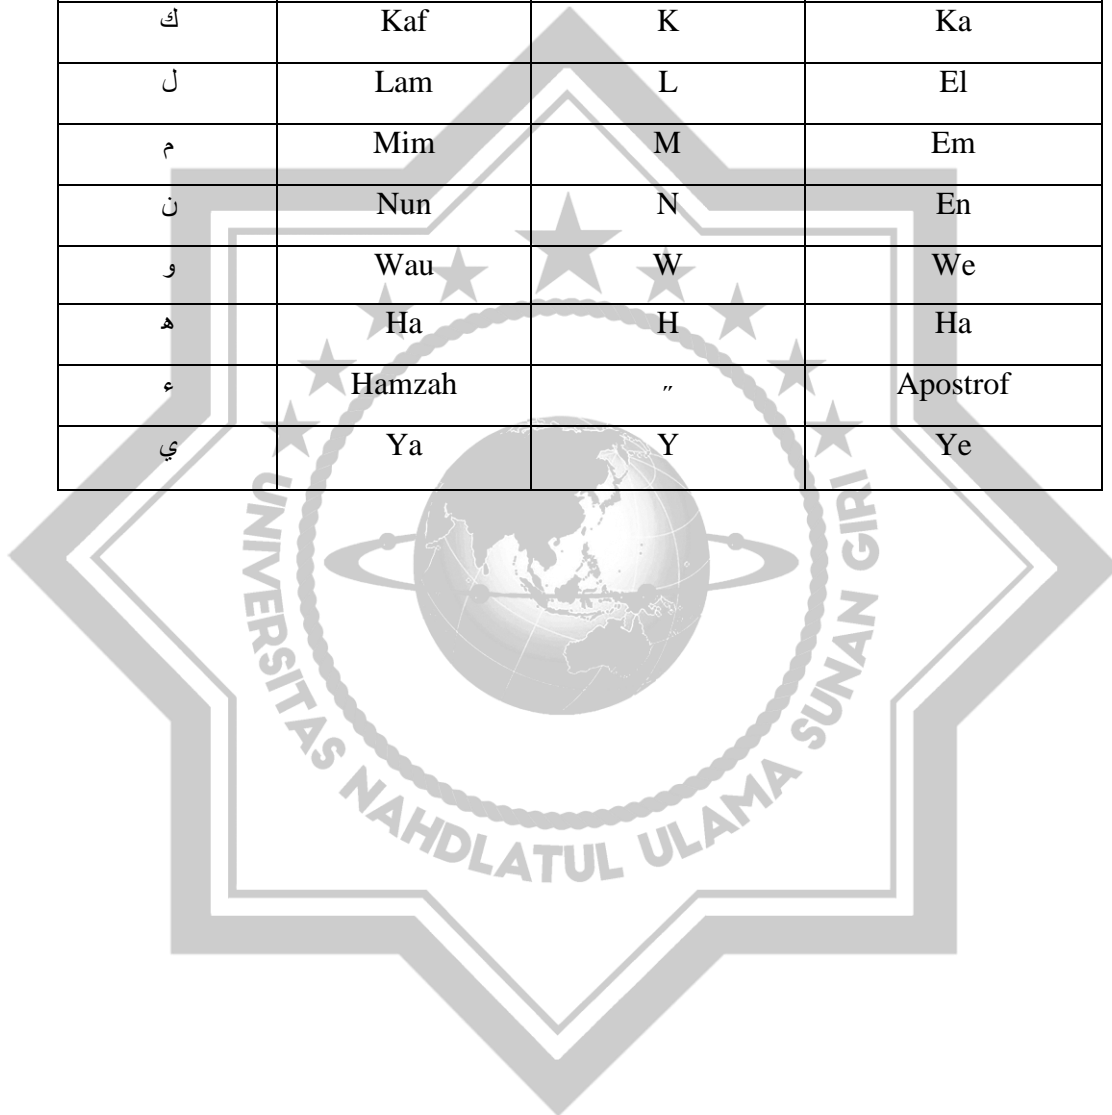 ك Kaf K Ka
ل Lam L El
م Mim M Em
ن Nun N En
و Wau W We
ه Ha H Ha
ء Hamzah ″ Apostrof
ي Ya Y Ye
UNIVERSITAS NAHDLATUL ULAMA SUNAN GIRI